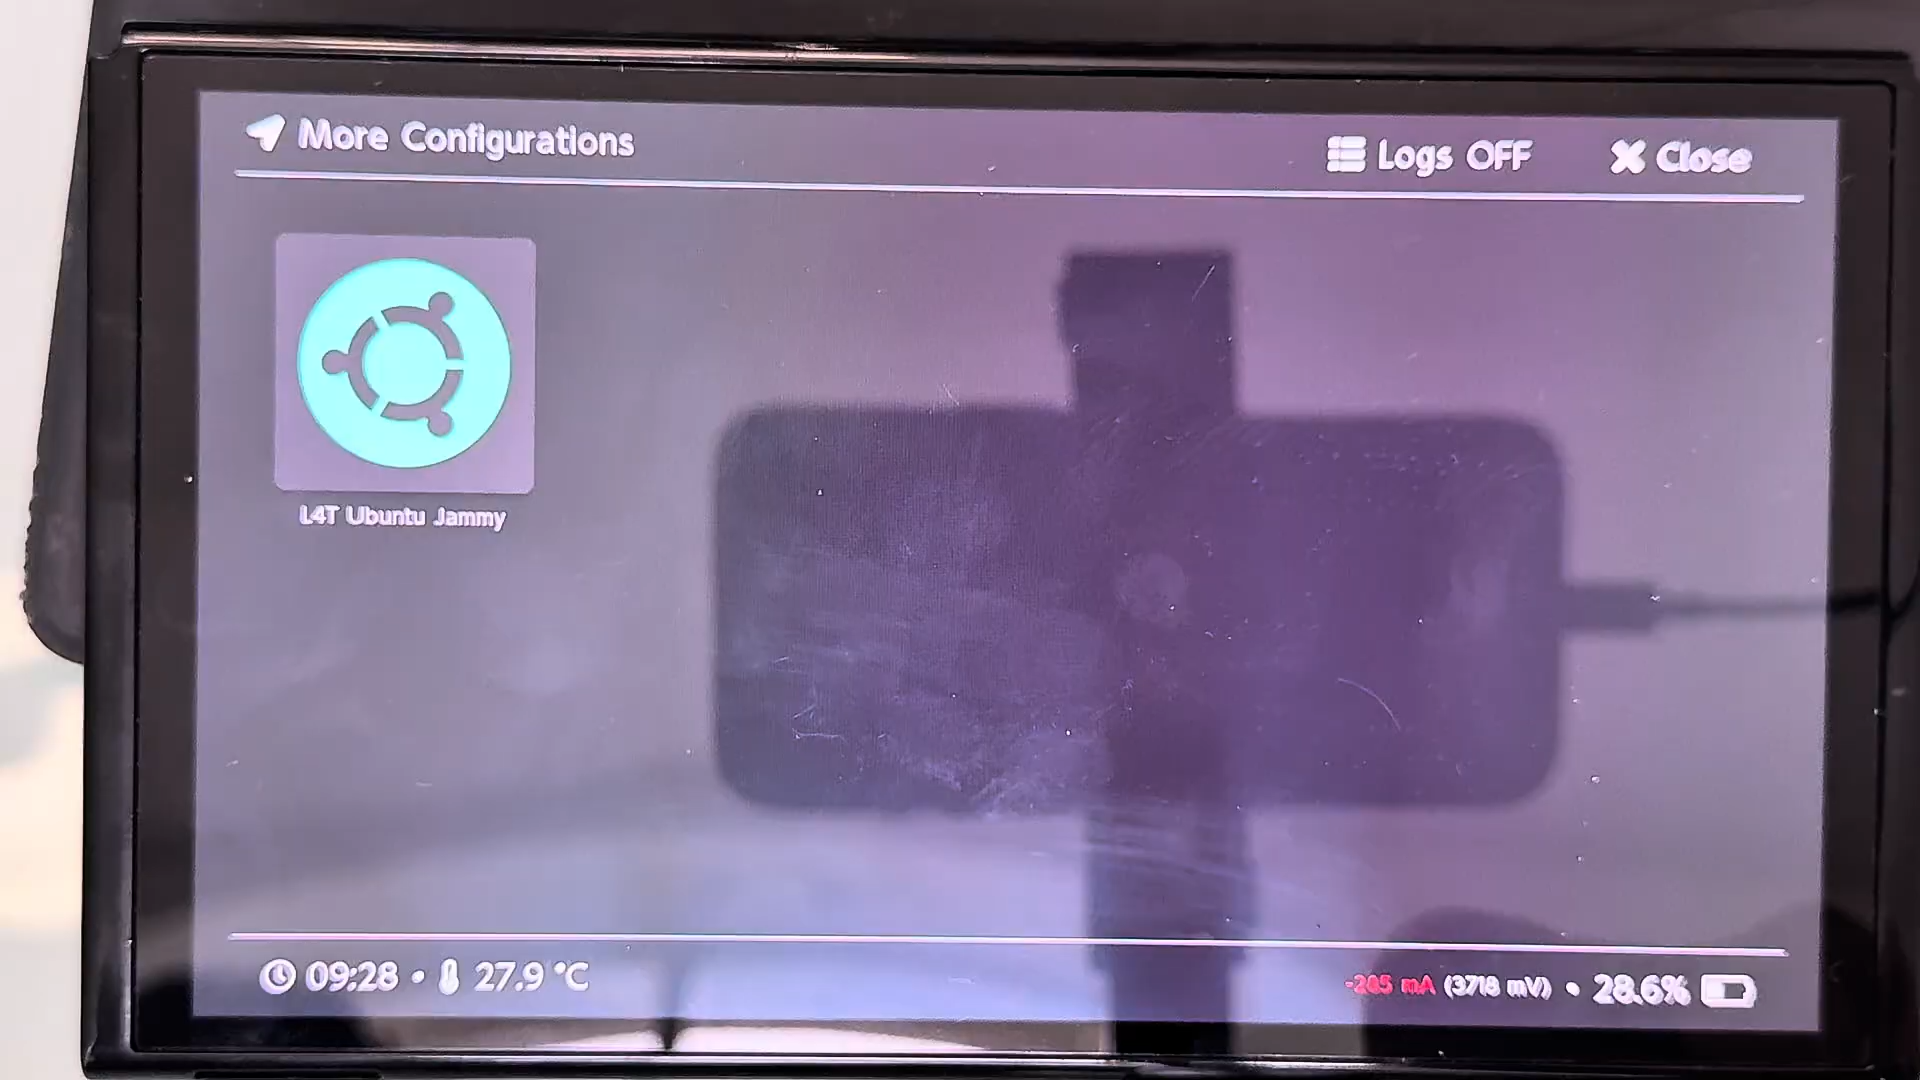 More Configurations
Logs OFF
Close
L4T Ubuntu Jammy
09:28 • 27.9 °C
-285 mA (3718 mV) • 28.6%